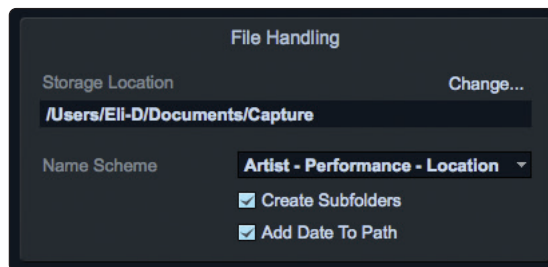 File Handling
Storage Location Change...
/Users/Eli-D/Documents/Capture
Name Scheme Artist - Performance - Location
Create Subfolders
Add Date To Path